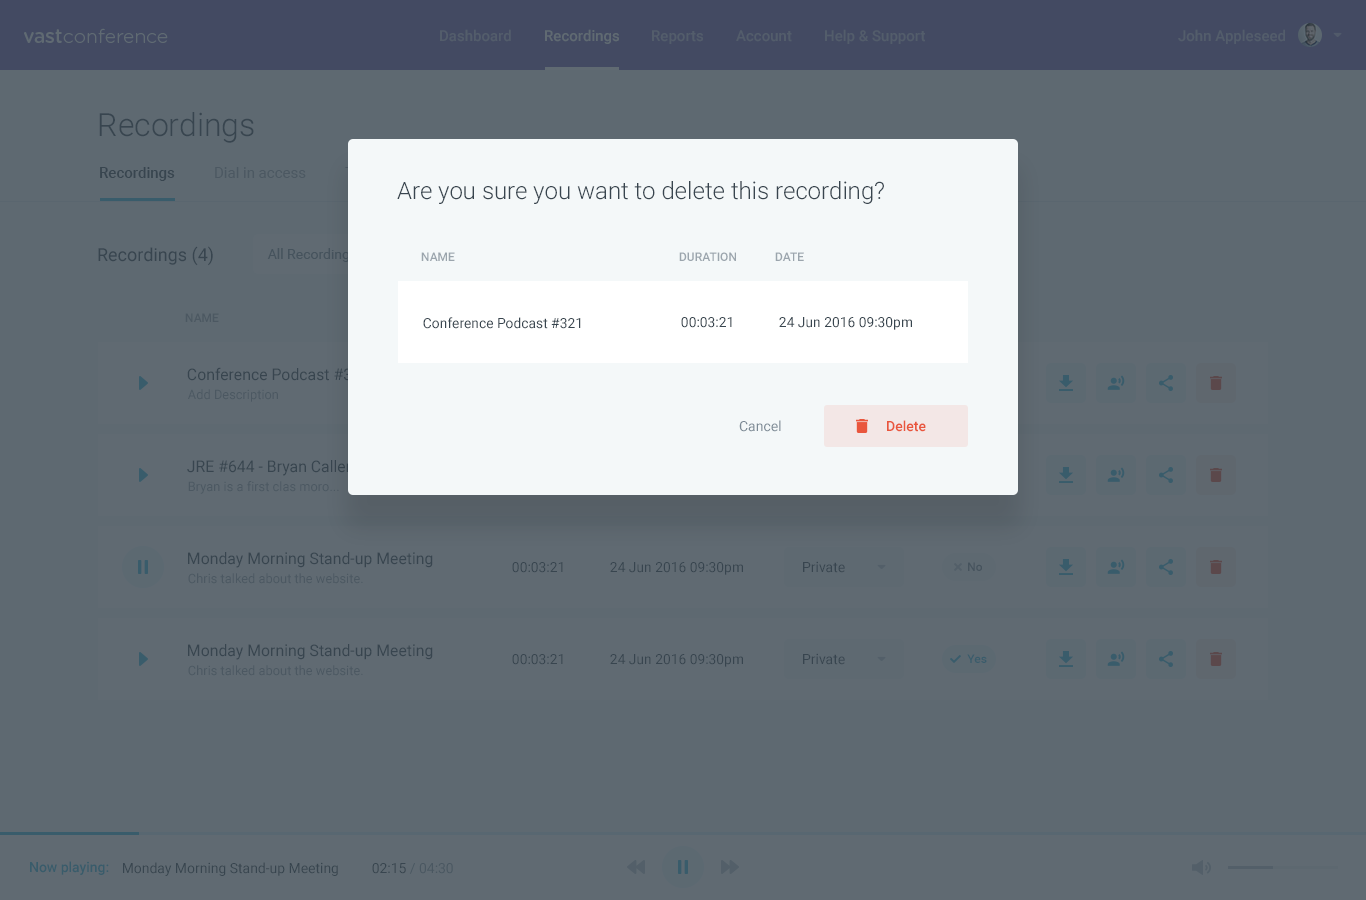 vastconference Dashboard Recordings Reports Account Help & Support John Appleseed
Recordings
Recordings Dial in access
Are you sure you want to delete this recording?
Recordings (4) All Recording
NAME DURATION DATE
NAME
Conference Podcast #321 00:03:21 24 Jun 2016 09:30pm
Conference Podcast #3
Add Description
Cancel Delete
JRE #644 - Bryan Callen
Bryan is a first clas moro...
Monday Morning Stand-up Meeting 00:03:21 24 Jun 2016 09:30pm Private No
Chris talked about the website.
Monday Morning Stand-up Meeting 00:03:21 24 Jun 2016 09:30pm Private Yes
Chris talked about the website.
Now playing: Monday Morning Stand-up Meeting 02:15 / 04:30